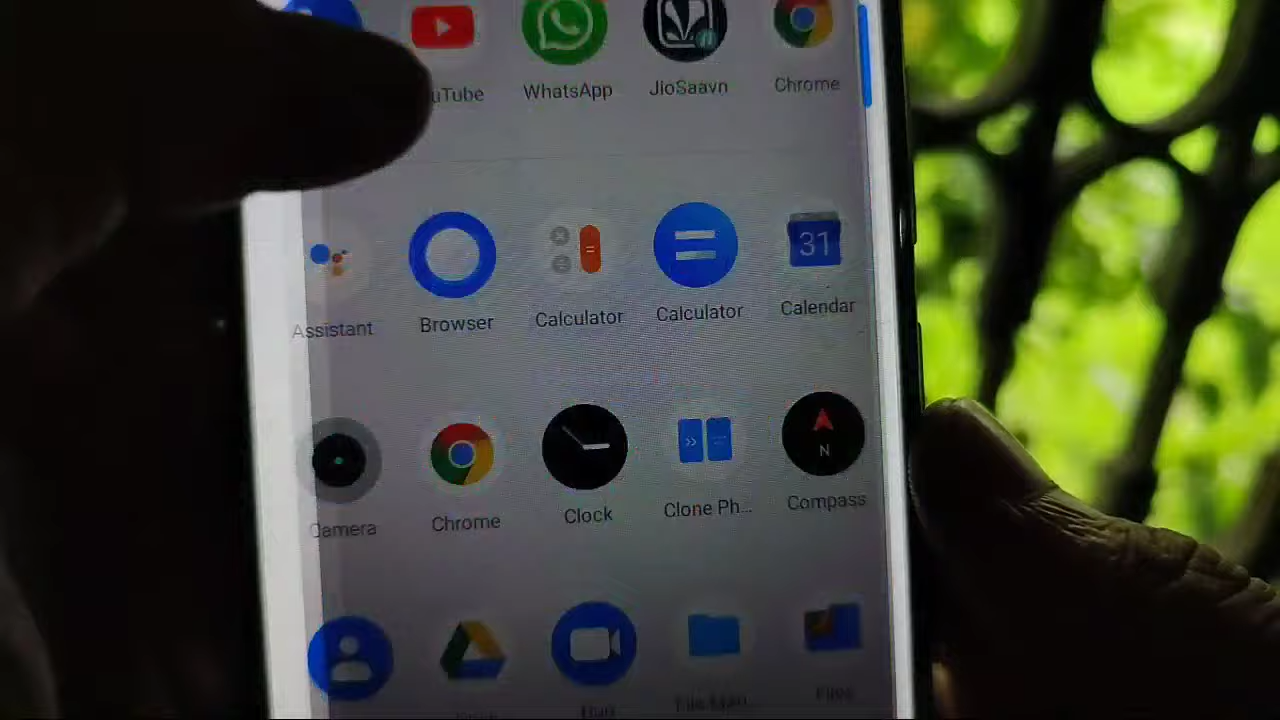 uTube WhatsApp JioSaavn Chrome
31
Assistant Browser Calculator Calculator Calendar
N
Camera Chrome Clock Clone Ph... Compass
Files